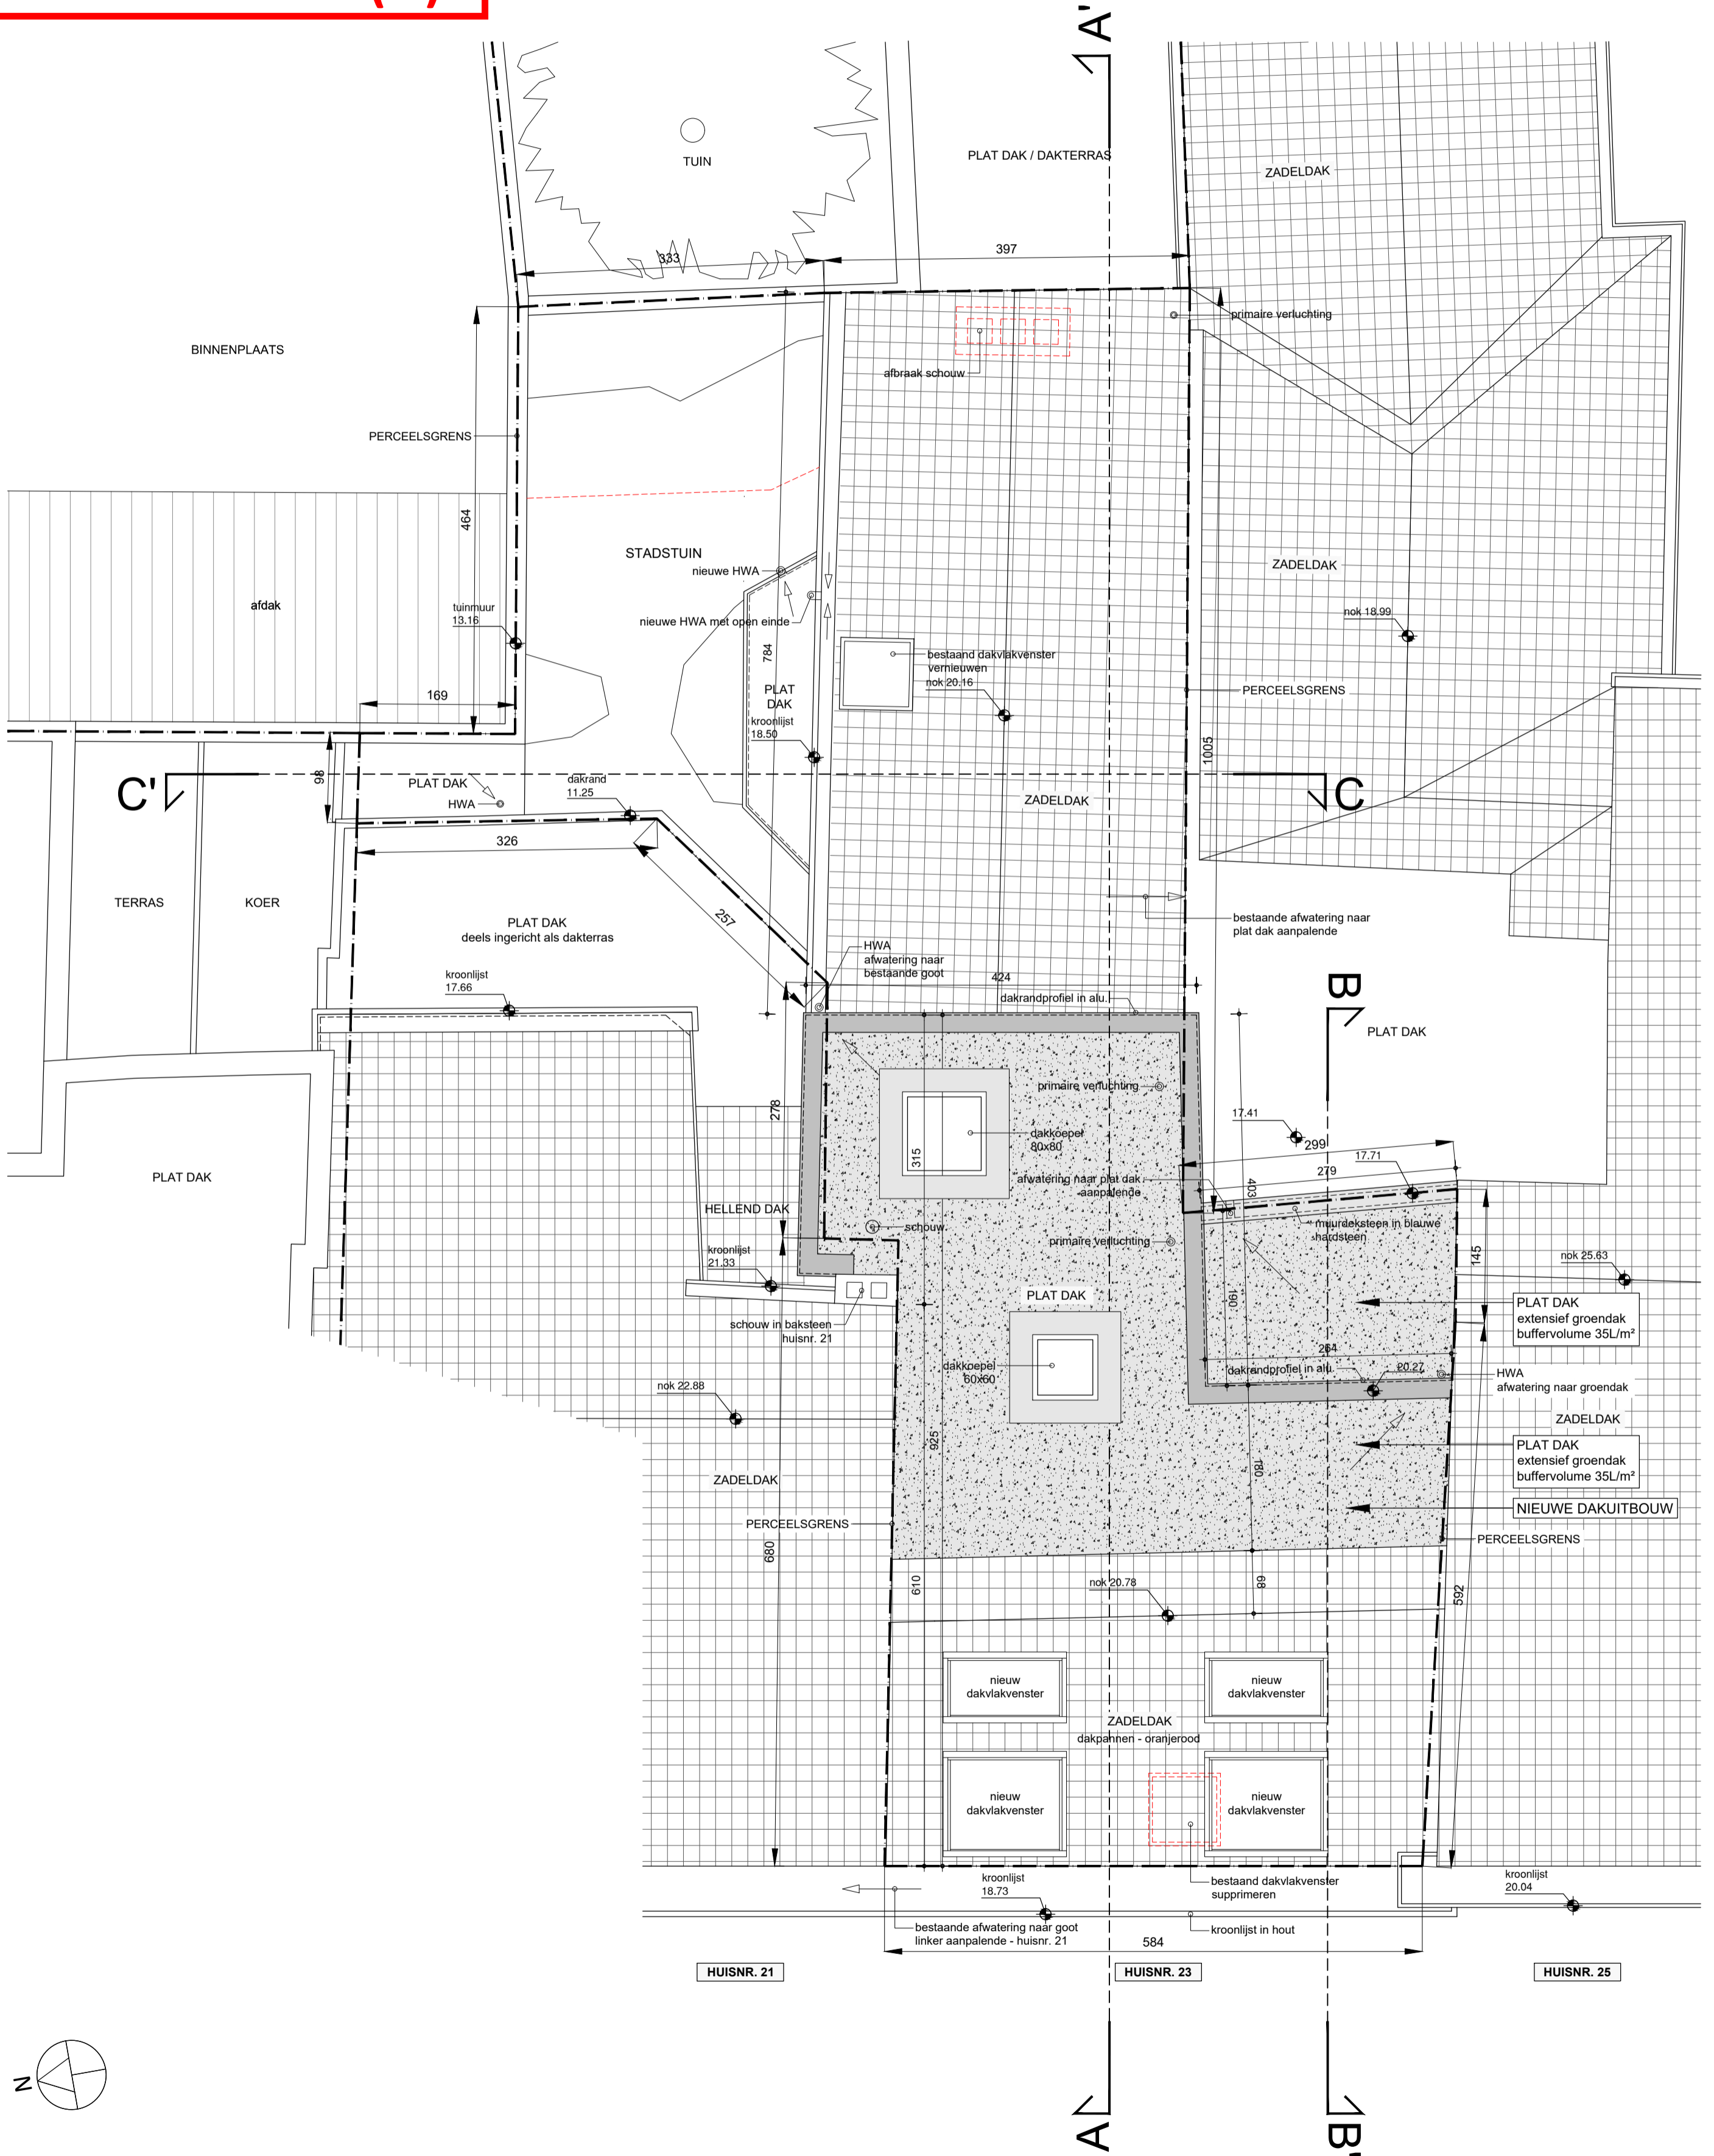 A'
TUIN
PLAT DAK / DAKTERRAS
ZADELDAK
333
397
primaire verluchting
BINNENPLAATS
afbraak schouw
PERCEELSGRENS
464
STADSTUIN
nieuwe HWA
ZADELDAK
afdak
tuinmuur
13.16
nieuwe HWA met open einde
nok 18.99
784
bestaand dakvlakvenster
vernieuwen
nok 20.16
169
PLAT
DAK
kroonlijst
18.50
PERCEELSGRENS
1005
98
C'
PLAT DAK
HWA
dakrand
11.25
ZADELDAK
C
326
TERRAS
KOER
257
PLAT DAK
deels ingericht als dakterras
bestaande afwatering naar
plat dak aanpalende
HWA
afwatering naar
bestaande goot
424
kroonlijst
17.66
dakrandprofiel in alu.
B
PLAT DAK
primaire verluchting
278
17.41
dakkoepel
80x80
315
299
17.71
279
PLAT DAK
afwatering naar plat dak
aanpalende
403
HELLEND DAK
schouw
muurdeksteen in blauwe
hardsteen
primaire verluchting
145
kroonlijst
21.33
nok 25.63
PLAT DAK
190
PLAT DAK
extensief groendak
buffervolume 35L/m²
schouw in baksteen
huisnr. 21
264
dakkoepel
60x60
dakrandprofiel in alu.
20.27
HWA
afwatering naar groendak
nok 22.88
ZADELDAK
925
PLAT DAK
extensief groendak
buffervolume 35L/m²
180
ZADELDAK
NIEUWE DAKUITBOUW
PERCEELSGRENS
PERCEELSGRENS
680
610
nok 20.78
68
592
nieuw
dakvlakvenster
nieuw
dakvlakvenster
ZADELDAK
dakpannen - oranjerood
nieuw
dakvlakvenster
nieuw
dakvlakvenster
kroonlijst
18.73
bestaand dakvlakvenster
supprimeren
kroonlijst
20.04
bestaande afwatering naar goot
linker aanpalende - huisnr. 21
kroonlijst in hout
584
HUISNR. 21
HUISNR. 23
HUISNR. 25
N
A
B'